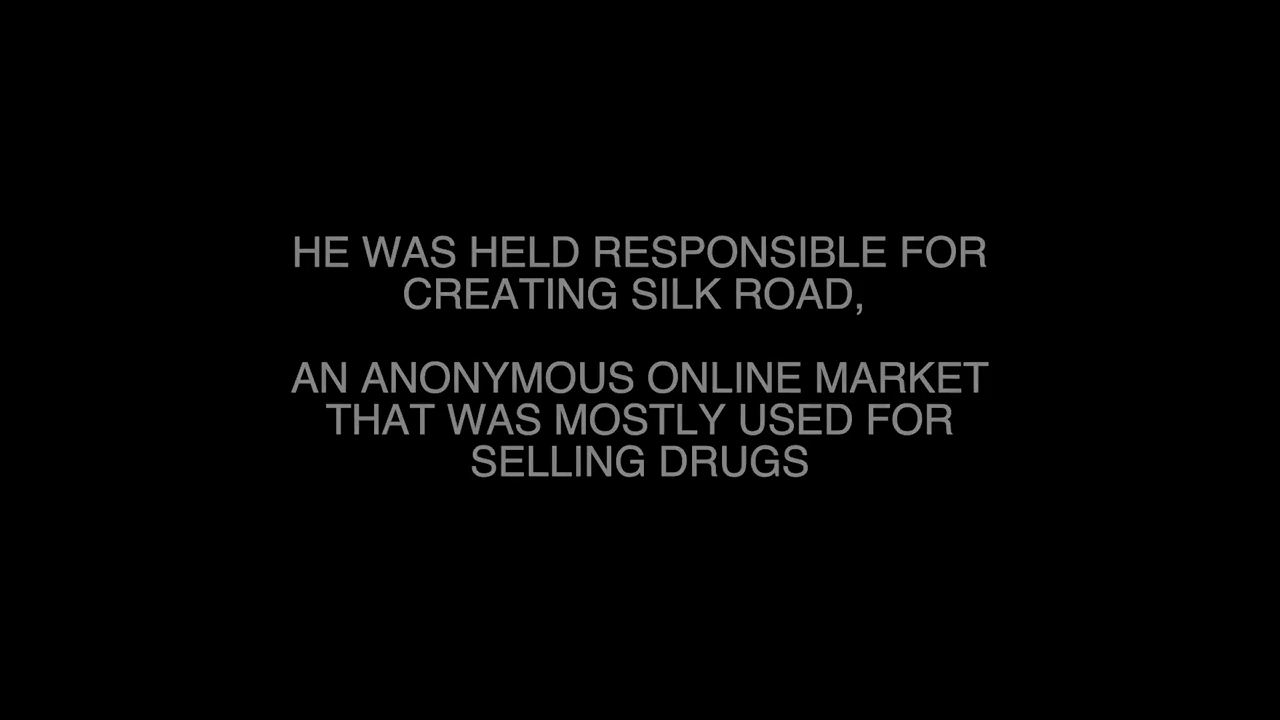 HE WAS HELD RESPONSIBLE FOR
CREATING SILK ROAD,
AN ANONYMOUS ONLINE MARKET
THAT WAS MOSTLY USED FOR
SELLING DRUGS